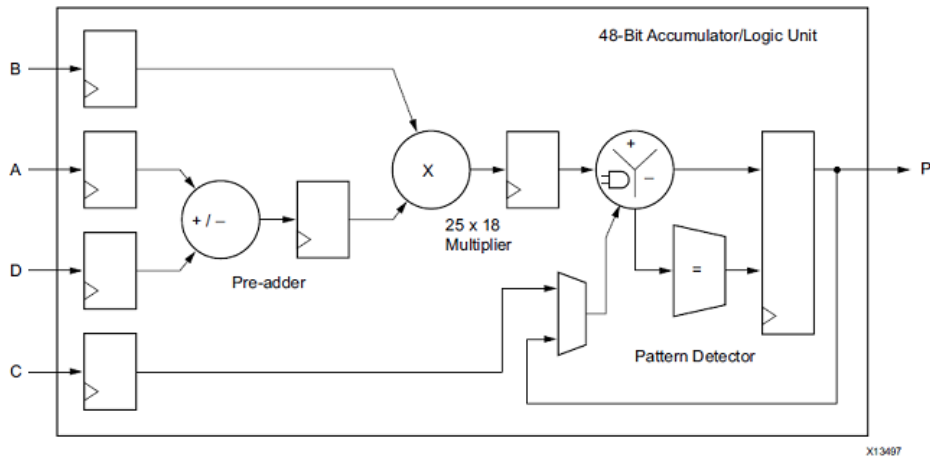 48-Bit Accumulator/Logic Unit
B
A
P
X
+
–
+ / –
25 x 18
Multiplier
D
Pre-adder
=
Pattern Detector
C
X13497